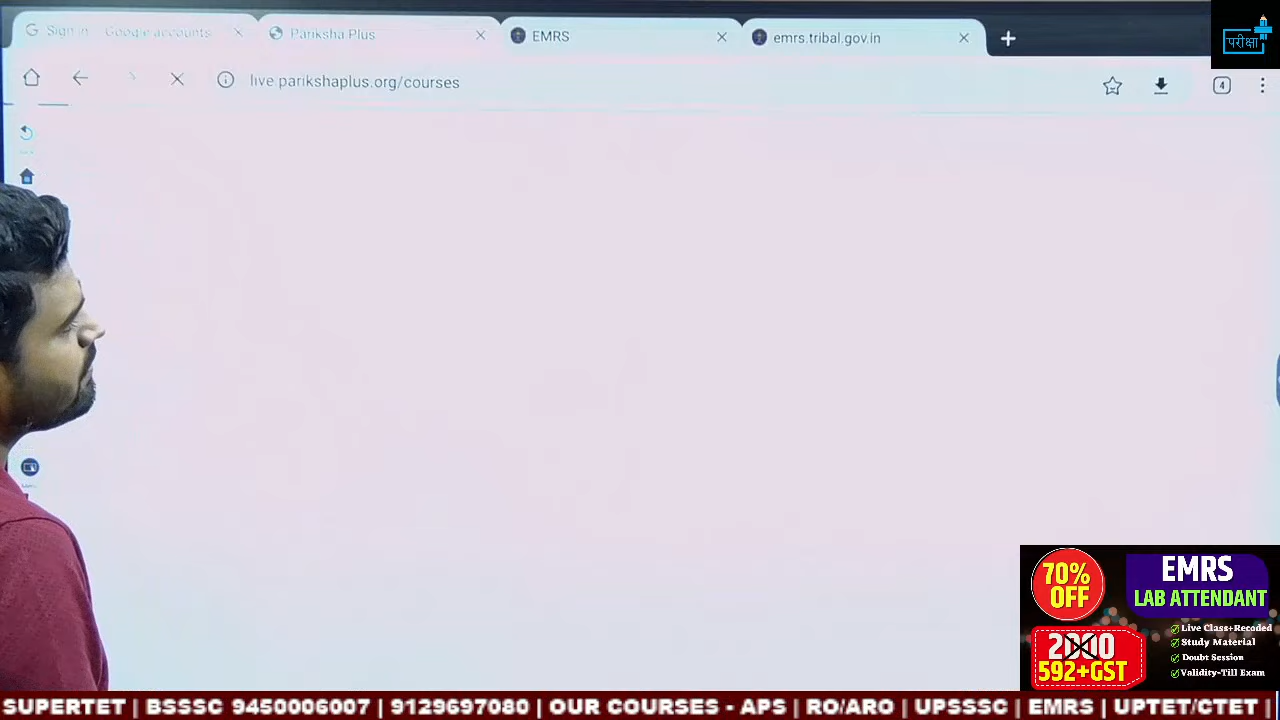 Sign in - Google accounts
Pariksha Plus
EMRS
emrs.tribal.gov.in
परीक्षा
live.parikshaplus.org/courses
4
70%
OFF
EMRS
LAB ATTENDANT
2000
592+GST
Live Class+Recoded
Study Material
Doubt Session
Validity-Till Exam
SUPERTET | BSSSC 9450006007 | 9129697080 | OUR COURSES - APS | RO/ARO | UPSSSC | EMRS | UPTET/CTET |